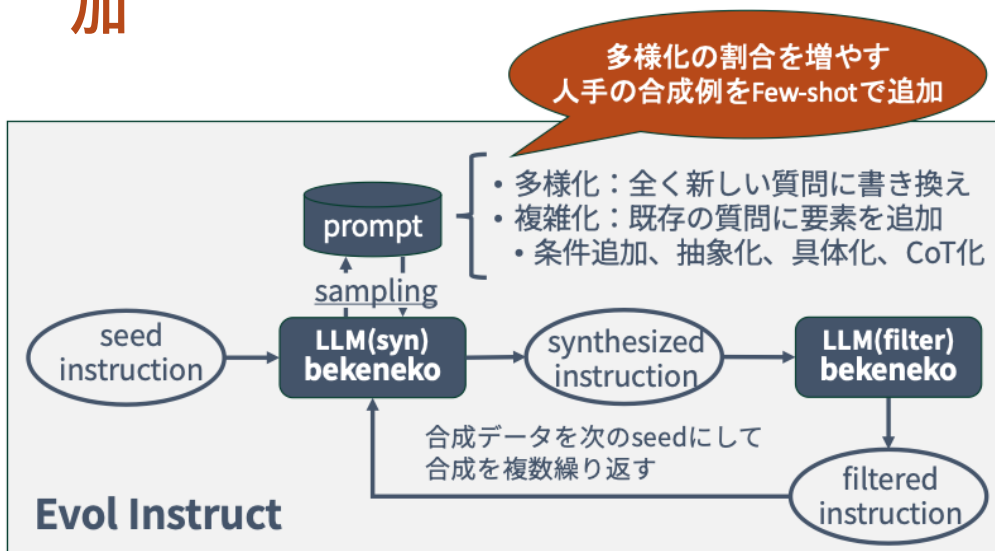 加
多様化の割合を増やす
人手の合成例をFew-shotで追加
prompt
・多様化：全く新しい質問に書き換え
・複雑化：既存の質問に要素を追加
・条件追加、抽象化、具体化、CoT化
sampling
seed
instruction
LLM(syn)
bekeneko
synthesized
instruction
LLM(filter)
bekeneko
合成データを次のseedにして
合成を複数繰り返す
filtered
instruction
Evol Instruct